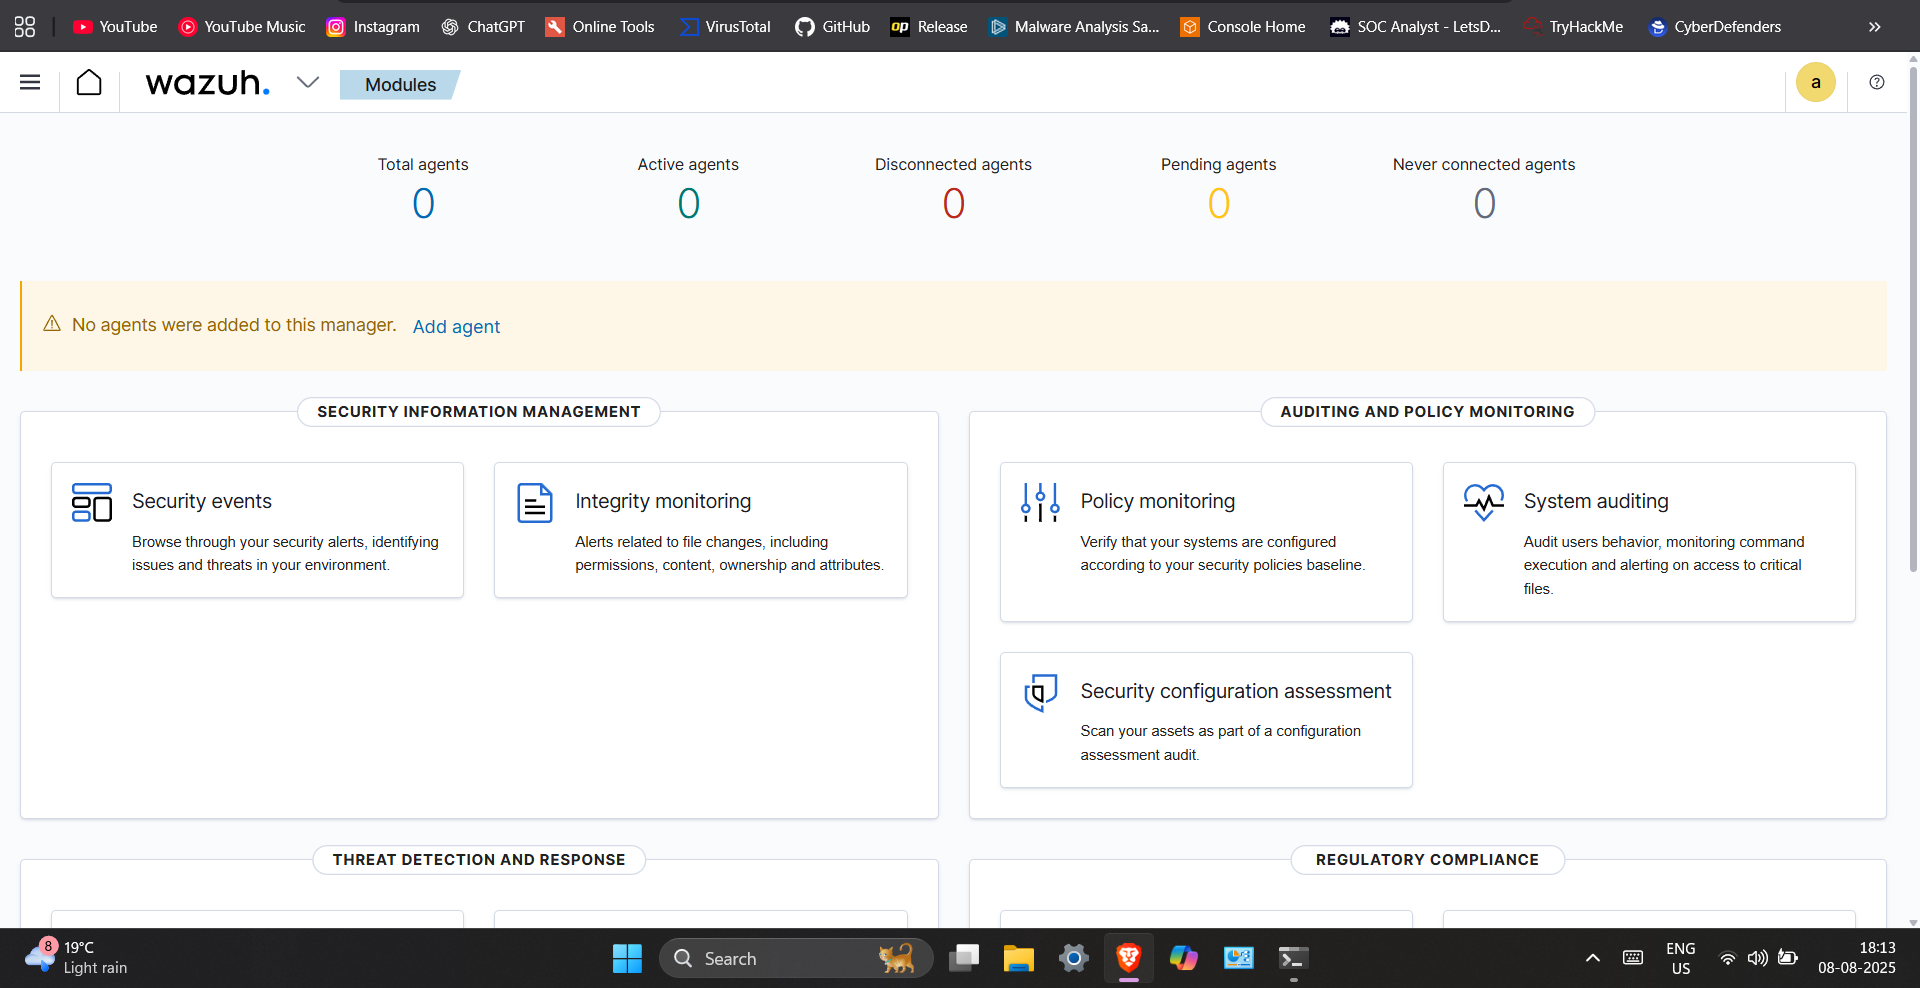 YouTube YouTube Music Instagram ChatGPT Online Tools VirusTotal GitHub op Release Malware Analysis Sa... Console Home SOC Analyst - LetsD... TryHackMe CyberDefenders »
wazuh. Modules a ?
Total agents Active agents Disconnected agents Pending agents Never connected agents
0 0 0 0 0
No agents were added to this manager. Add agent
SECURITY INFORMATION MANAGEMENT
Security events
Browse through your security alerts, identifying
issues and threats in your environment.
Integrity monitoring
Alerts related to file changes, including
permissions, content, ownership and attributes.
AUDITING AND POLICY MONITORING
Policy monitoring
Verify that your systems are configured
according to your security policies baseline.
System auditing
Audit users behavior, monitoring command
execution and alerting on access to critical
files.
Security configuration assessment
Scan your assets as part of a configuration
assessment audit.
THREAT DETECTION AND RESPONSE
REGULATORY COMPLIANCE
8 19°C
Light rain
Search
ENG
US
18:13
08-08-2025